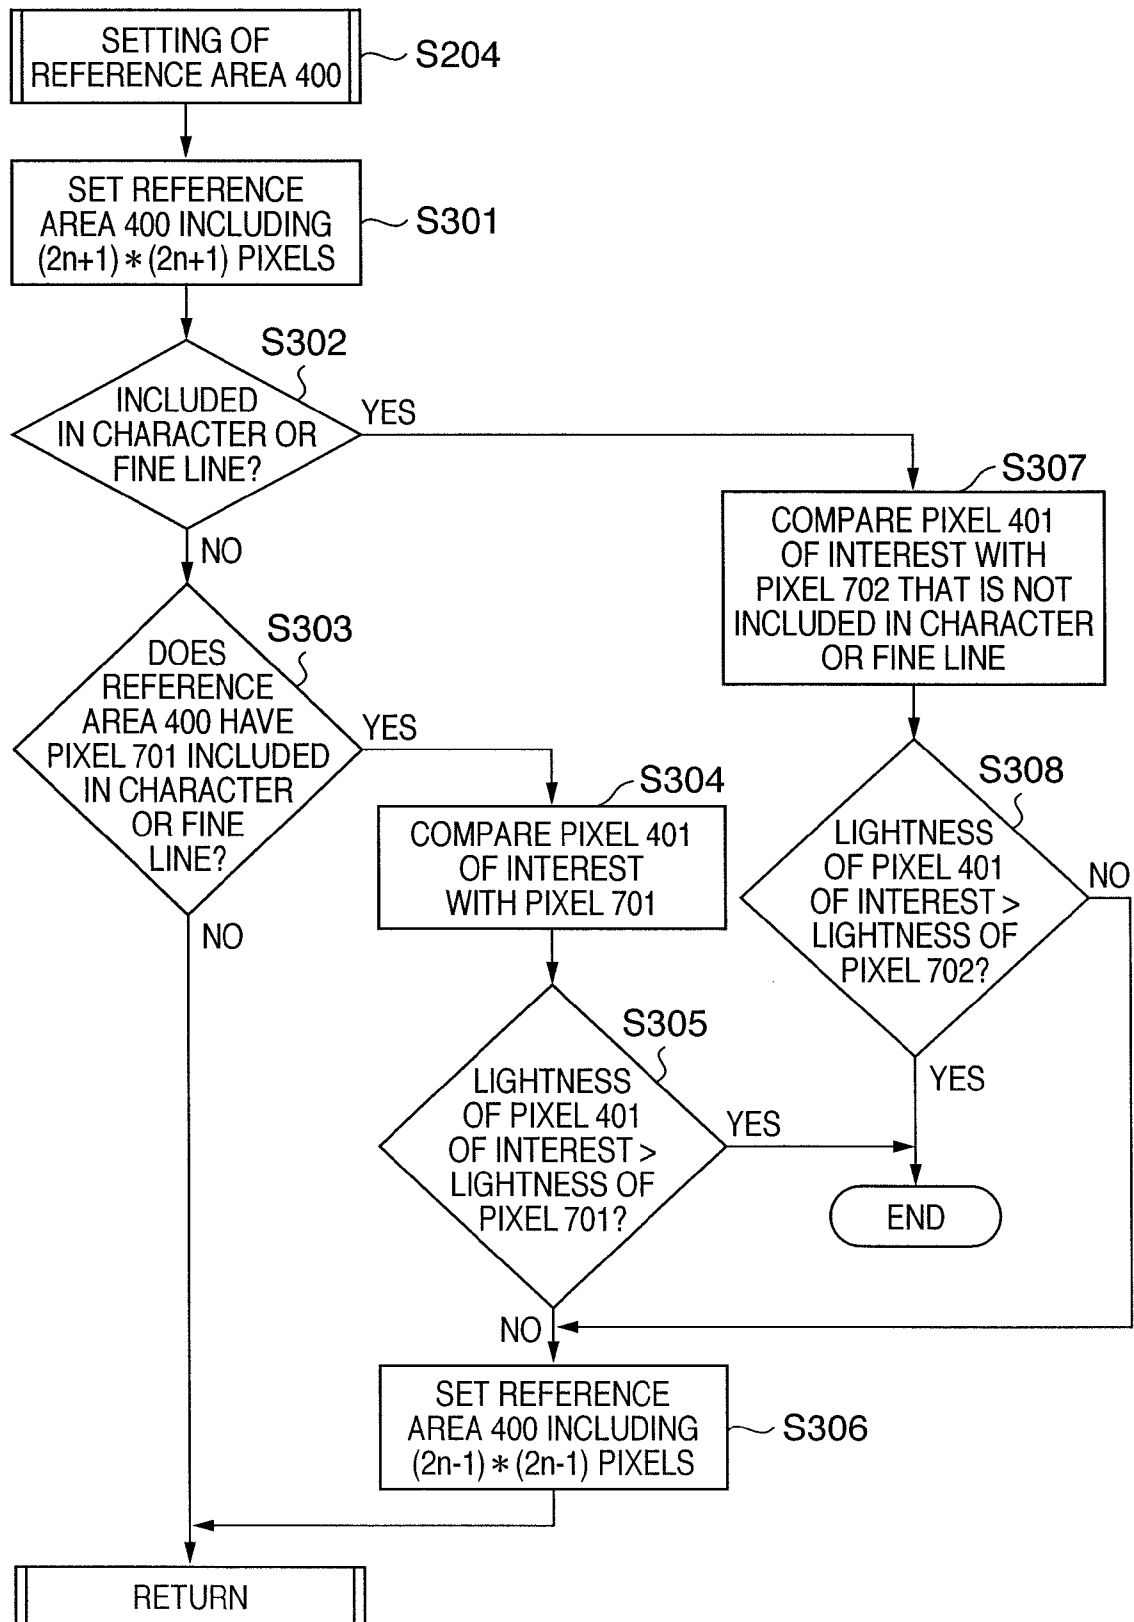 SETTING OF
REFERENCE AREA 400
S204
SET REFERENCE
AREA 400 INCLUDING
(2n+1)*(2n+1) PIXELS
S301
S302
INCLUDED
IN CHARACTER OR
FINE LINE?
YES
NO
S303
DOES
REFERENCE
AREA 400 HAVE
PIXEL 701 INCLUDED
IN CHARACTER
OR FINE
LINE?
YES
NO
S304
COMPARE PIXEL 401
OF INTEREST
WITH PIXEL 701
S305
LIGHTNESS
OF PIXEL 401
OF INTEREST >
LIGHTNESS OF
PIXEL 701?
YES
NO
S307
COMPARE PIXEL 401
OF INTEREST WITH
PIXEL 702 THAT IS NOT
INCLUDED IN CHARACTER
OR FINE LINE
S308
LIGHTNESS
OF PIXEL 401
OF INTEREST >
LIGHTNESS OF
PIXEL 702?
NO
YES
END
SET REFERENCE
AREA 400 INCLUDING
(2n-1)*(2n-1) PIXELS
S306
RETURN